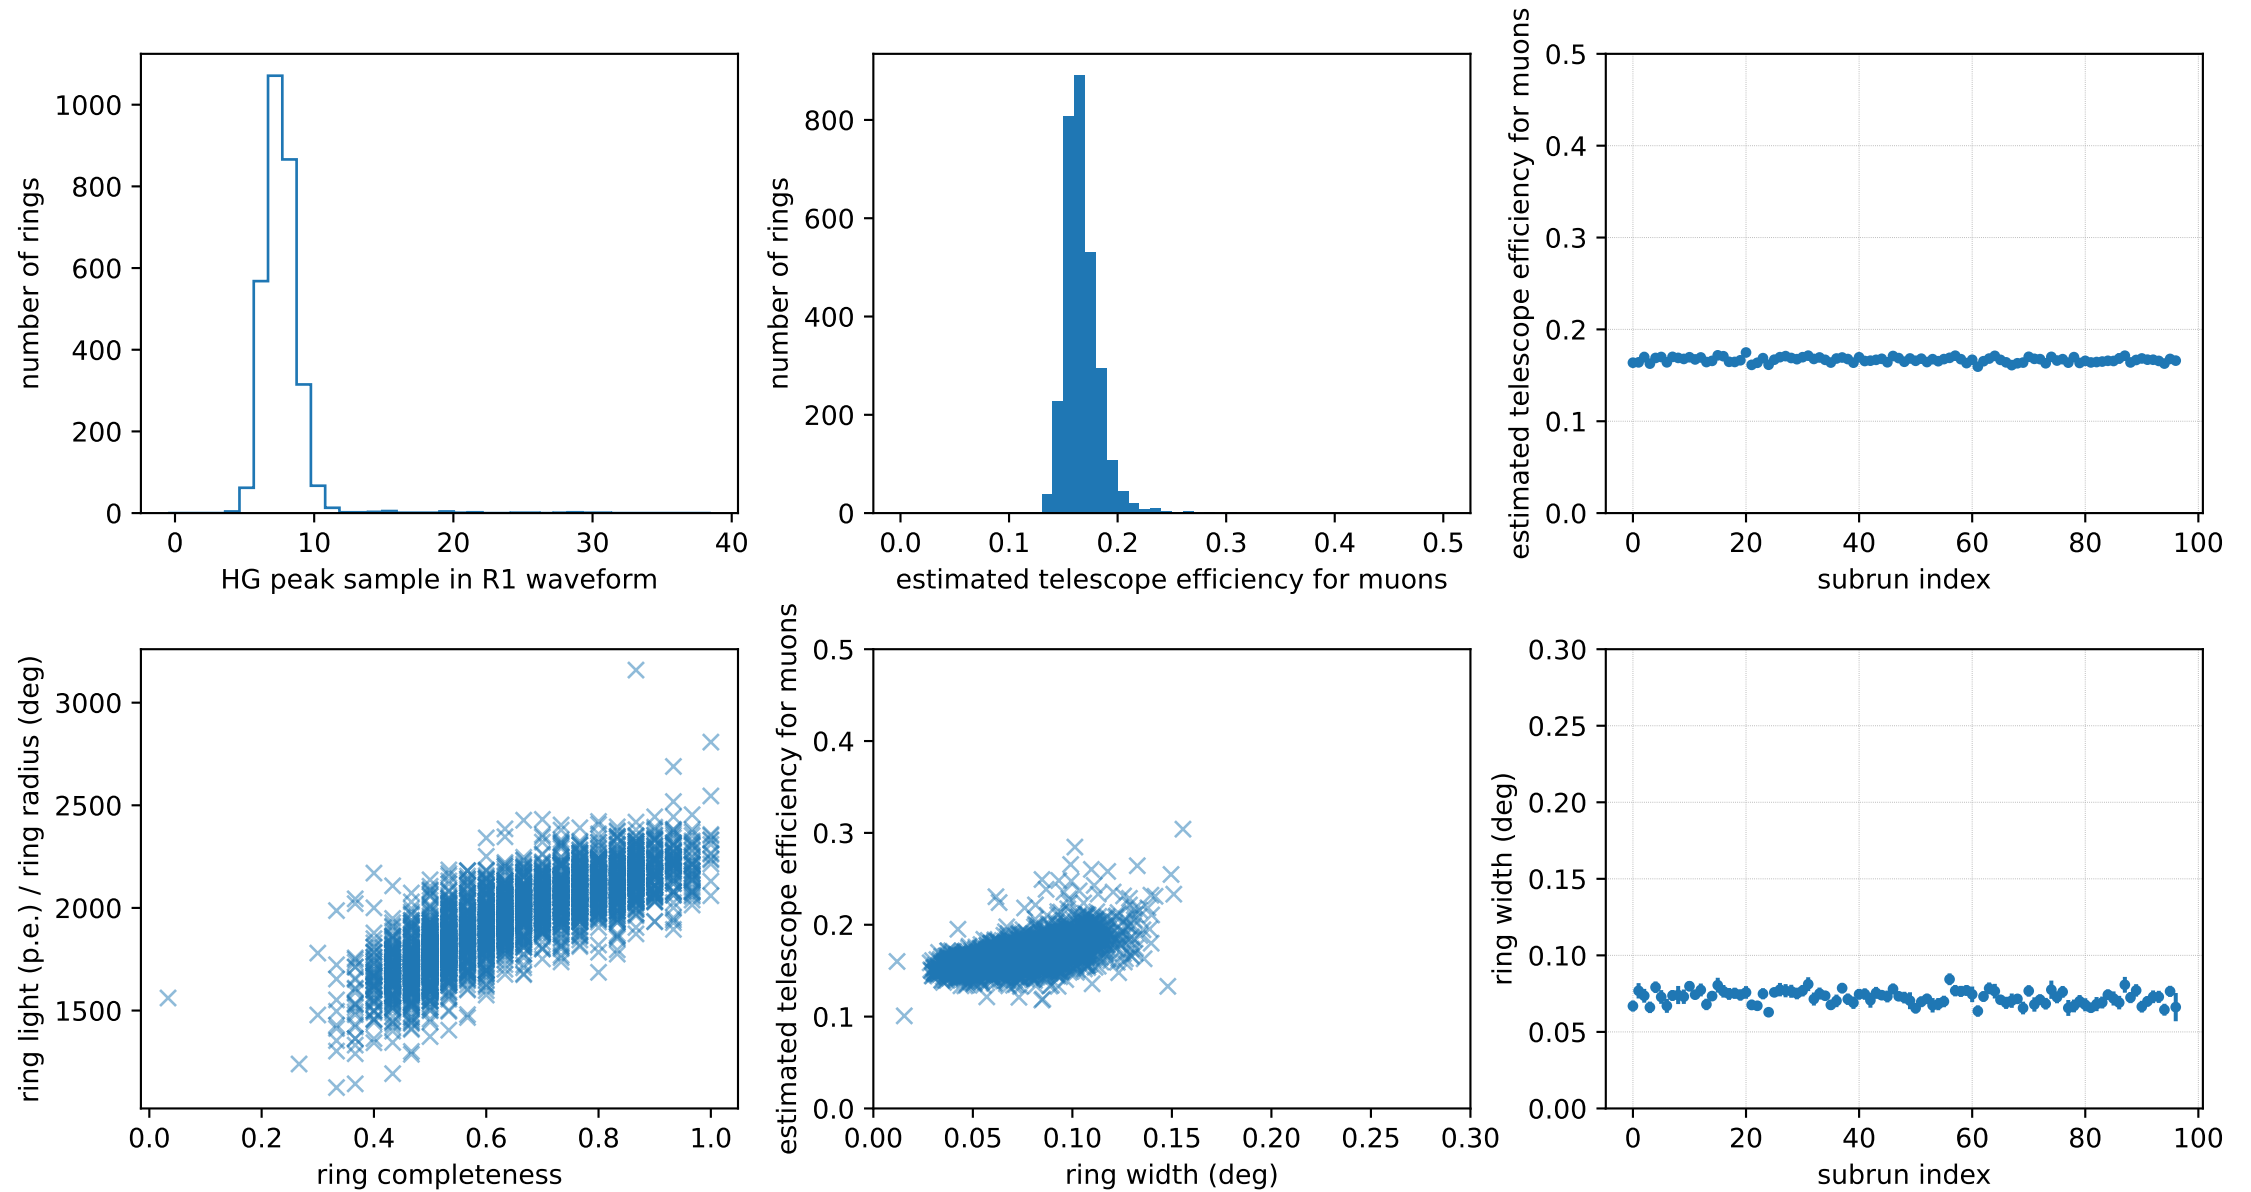 number of rings
1000
800
600
400
200
0
0 10 20 30 40
HG peak sample in R1 waveform
number of rings
800
600
400
200
0
0.0 0.1 0.2 0.3 0.4 0.5
estimated telescope efficiency for muons
estimated telescope efficiency for muons
0.5
0.4
0.3
0.2
0.1
0.0
0 20 40 60 80 100
subrun index
ring light (p.e.) / ring radius (deg)
3000
2500
2000
1500
0.0 0.2 0.4 0.6 0.8 1.0
ring completeness
estimated telescope efficiency for muons
0.5
0.4
0.3
0.2
0.1
0.0
0.00 0.05 0.10 0.15 0.20 0.25 0.30
ring width (deg)
ring width (deg)
0.30
0.25
0.20
0.15
0.10
0.05
0.00
0 20 40 60 80 100
subrun index